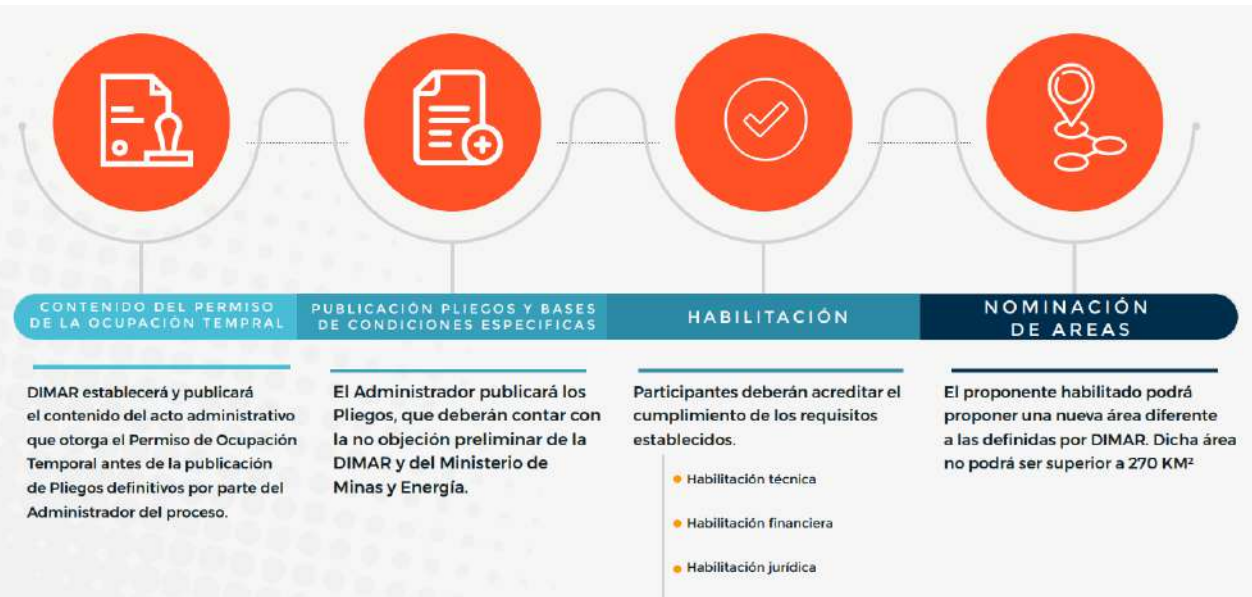 CONTENIDO DEL PERMISO
DE LA OCUPACIÓN TEMPRAL
PUBLICACIÓN PLIEGOS Y BASES
DE CONDICIONES ESPECIFICAS
HABILITACIÓN
NOMINACIÓN
DE AREAS
DIMAR establecerá y publicará
el contenido del acto administrativo
que otorga el Permiso de Ocupación
Temporal antes de la publicación
de Pliegos definitivos por parte del
Administrador del proceso.
El Administrador publicará los
Pliegos, que deberán contar con
la no objeción preliminar de la
DIMAR y del Ministerio de
Minas y Energía.
Participantes deberán acreditar el
cumplimiento de los requisitos
establecidos.
Habilitación técnica
Habilitación financiera
Habilitación jurídica
El proponente habilitado podrá
proponer una nueva área diferente
a las definidas por DIMAR. Dicha área
no podrá ser superior a 270 KM²